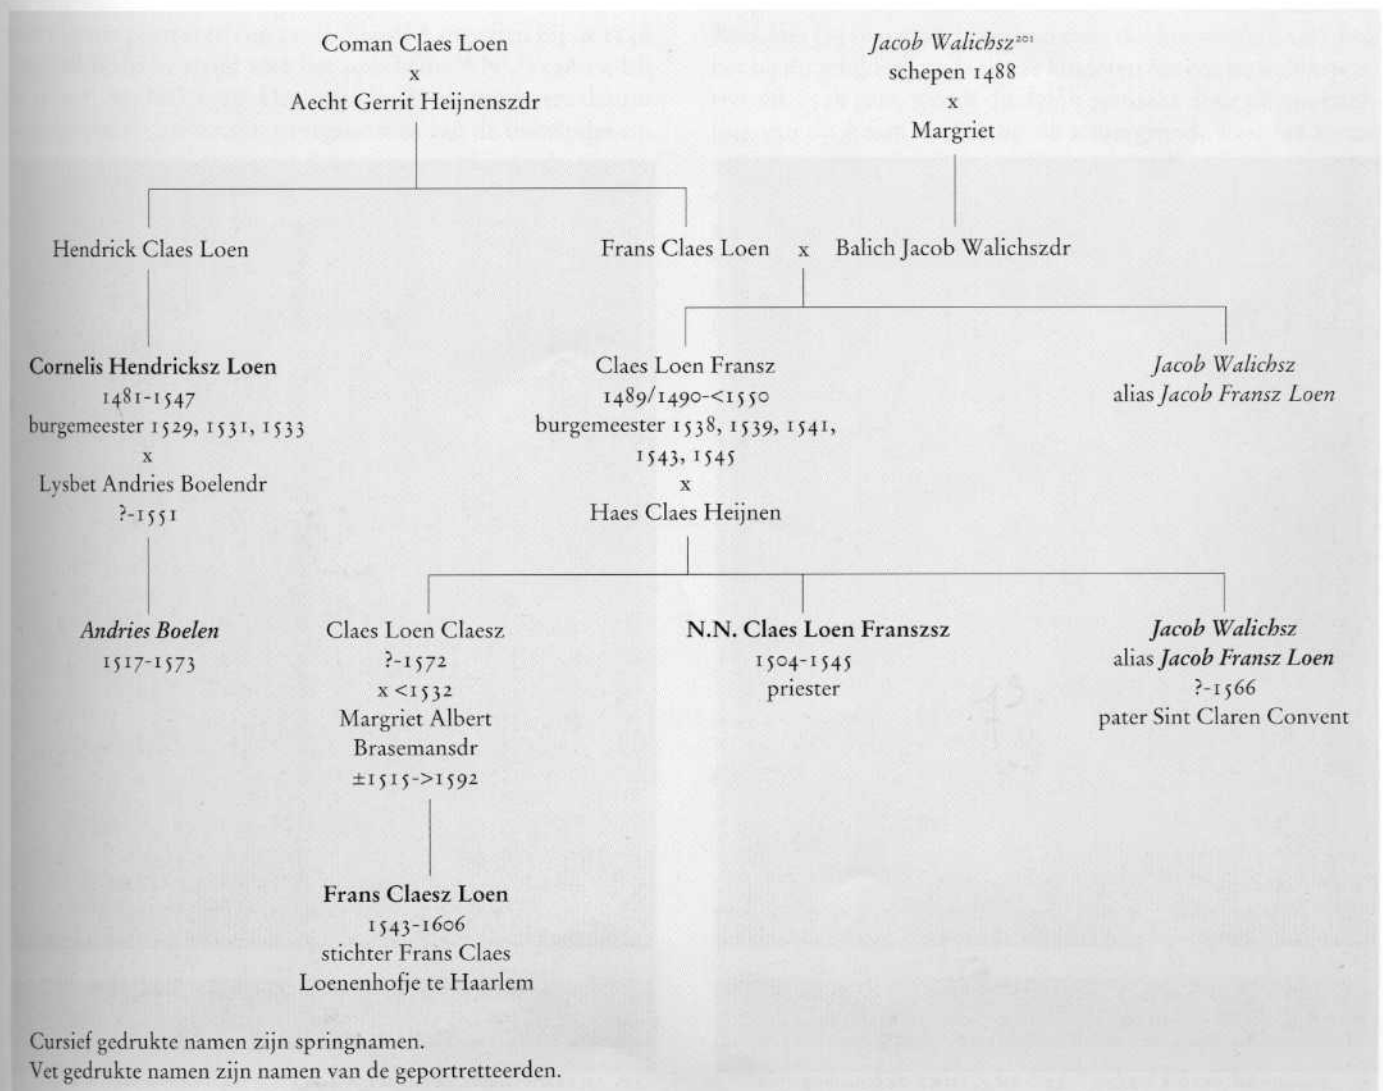 Coman Claes Loen
x
Aecht Gerrit Heijnenszdr
Jacob Walichsz²⁰¹
schepen 1488
x
Margriet
Hendrick Claes Loen
Frans Claes Loen x Balich Jacob Walichszdr
Cornelis Hendricksz Loen
1481-1547
burgemeester 1529, 1531, 1533
x
Lysbet Andries Boelendr
?-1551
Claes Loen Fransz
1489/1490-<1550
burgemeester 1538, 1539, 1541,
1543, 1545
x
Haes Claes Heijnen
Jacob Walichsz
alias Jacob Fransz Loen
Andries Boelen
1517-1573
Claes Loen Claesz
?-1572
x <1532
Margriet Albert
Brasemansdr
±1515->1592
N.N. Claes Loen Franszsz
1504-1545
priester
Jacob Walichsz
alias Jacob Fransz Loen
?-1566
pater Sint Claren Convent
Frans Claesz Loen
1543-1606
stichter Frans Claes
Loenenhofje te Haarlem
Cursief gedrukte namen zijn springnamen.
Vet gedrukte namen zijn namen van de geportretteerden.